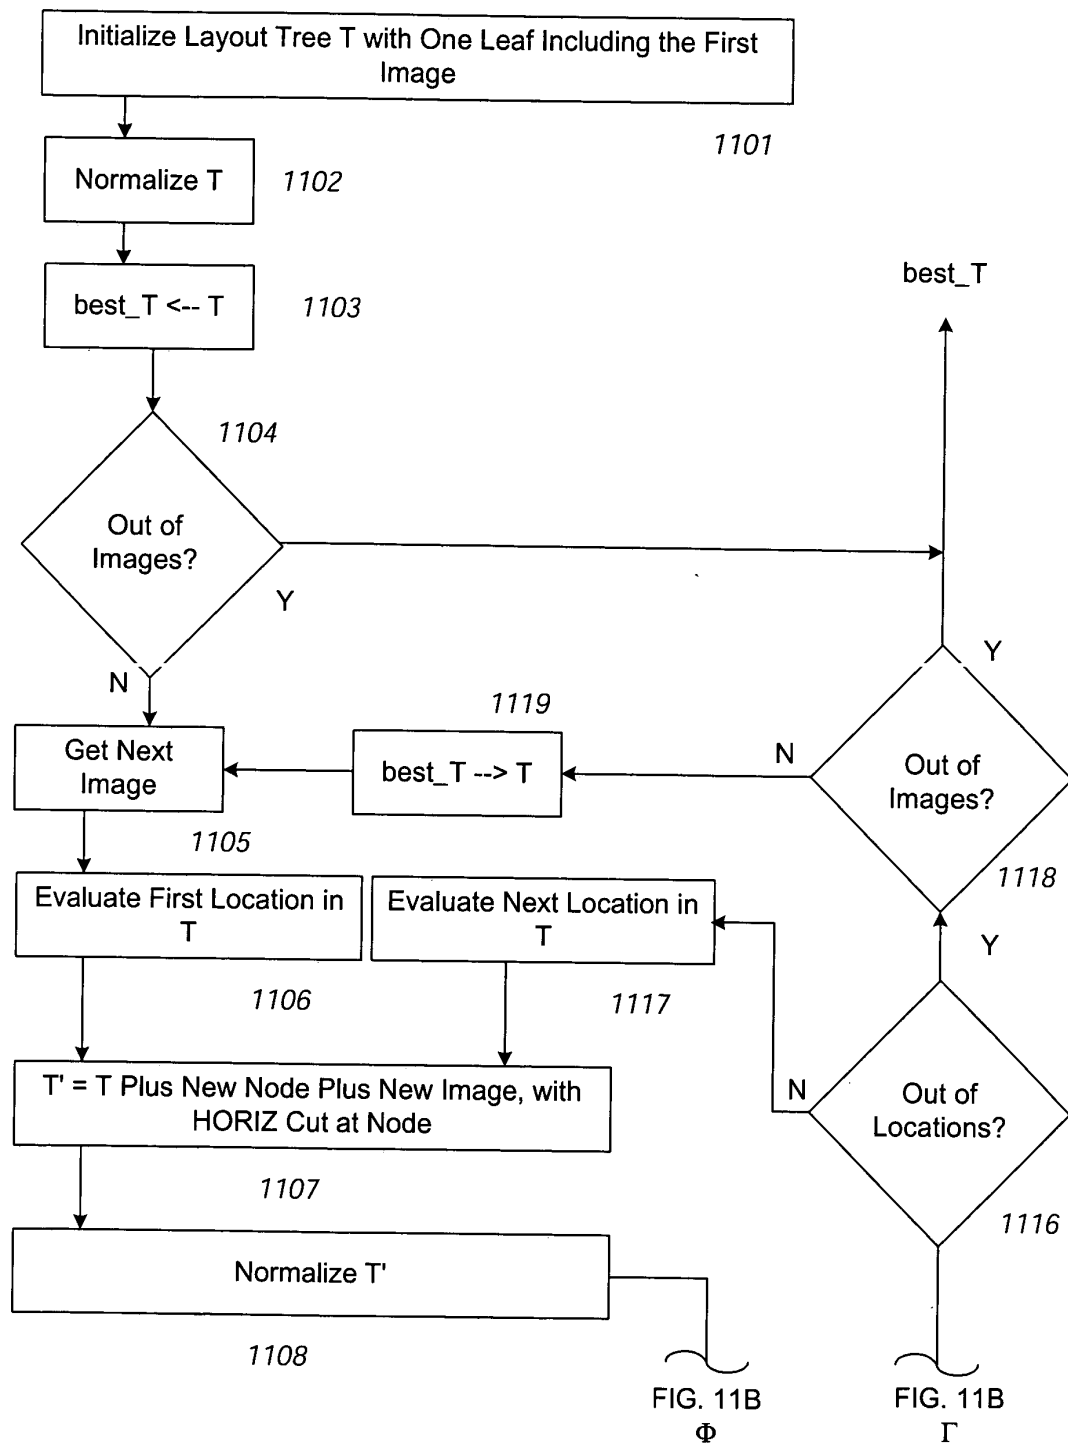 Initialize Layout Tree T with One Leaf Including the First
Image
1101
Normalize T
1102
best_T <-- T
1103
best_T
1104
Out of
Images?
Y
N
Get Next
Image
1105
1119
best_T --> T
N
Y
Out of
Images?
1118
Evaluate First Location in
T
1106
Evaluate Next Location in
T
1117
Y
N
Out of
Locations?
1116
T' = T Plus New Node Plus New Image, with
HORIZ Cut at Node
1107
Normalize T'
1108
FIG. 11B
Φ
FIG. 11B
Γ